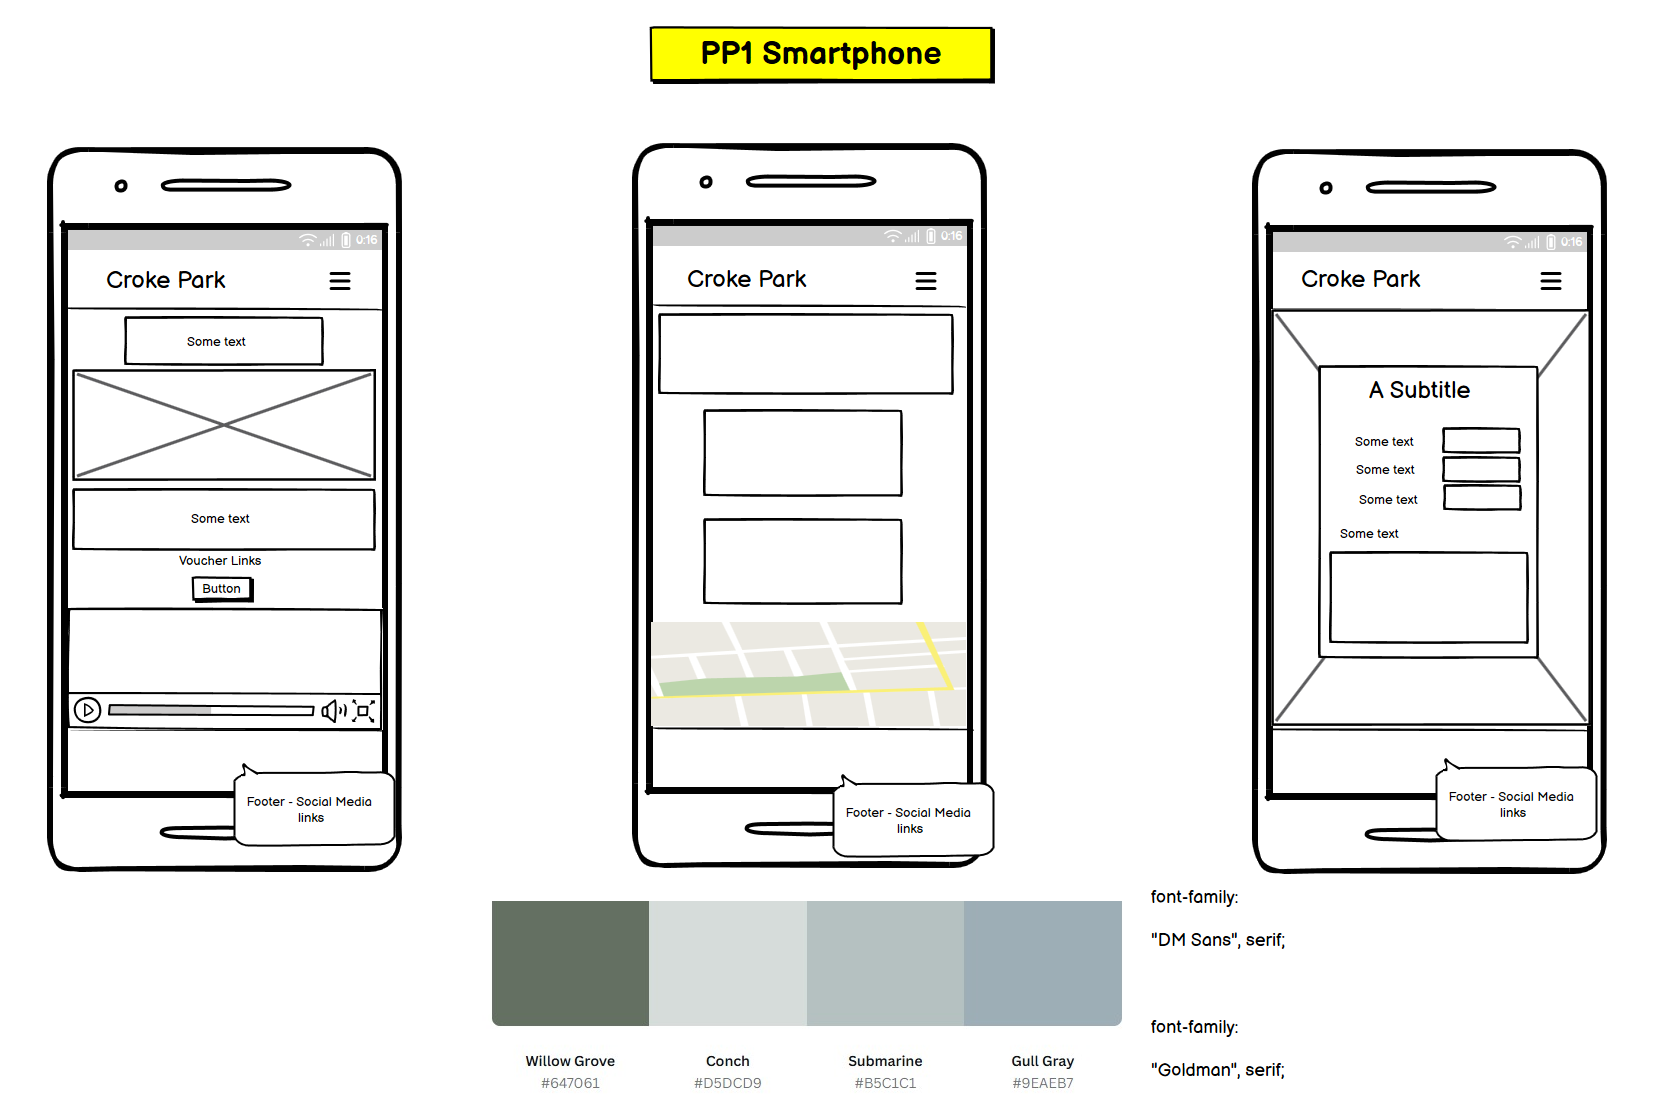 PP1 Smartphone
0:16
Croke Park
Some text
Some text
Voucher Links
Button
Footer - Social Media
links
0:16
Croke Park
Footer - Social Media
links
0:16
Croke Park
A Subtitle
Some text
Some text
Some text
Some text
Footer - Social Media
links
font-family:
"DM Sans", serif;
font-family:
"Goldman", serif;
Willow Grove
#647061
Conch
#D5DCD9
Submarine
#B5C1C1
Gull Gray
#9EAEB7